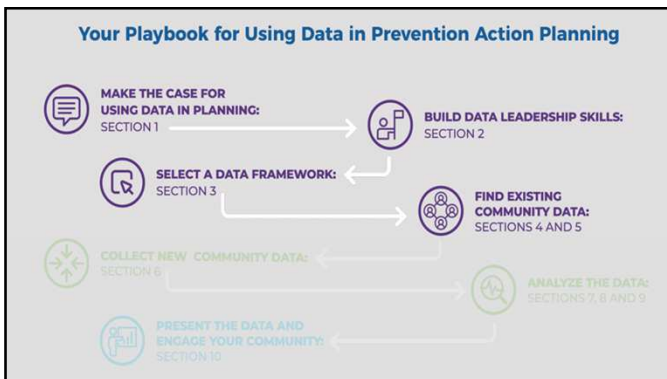 Your Playbook for Using Data in Prevention Action Planning
MAKE THE CASE FOR
USING DATA IN PLANNING:
SECTION 1
BUILD DATA LEADERSHIP SKILLS:
SECTION 2
SELECT A DATA FRAMEWORK:
SECTION 3
FIND EXISTING
COMMUNITY DATA:
SECTIONS 4 AND 5
COLLECT NEW COMMUNITY DATA:
SECTION 6
ANALYZE THE DATA:
SECTIONS 7, 8 AND 9
PRESENT THE DATA AND
ENGAGE YOUR COMMUNITY:
SECTION 10